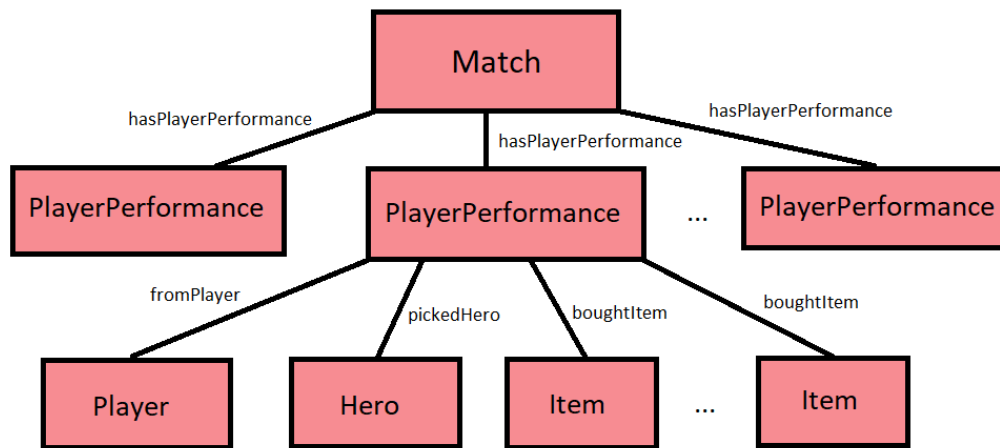 Match
hasPlayerPerformance
hasPlayerPerformance
hasPlayerPerformance
PlayerPerformance
PlayerPerformance
...
PlayerPerformance
fromPlayer
pickedHero
boughtItem
boughtItem
Player
Hero
Item
...
Item